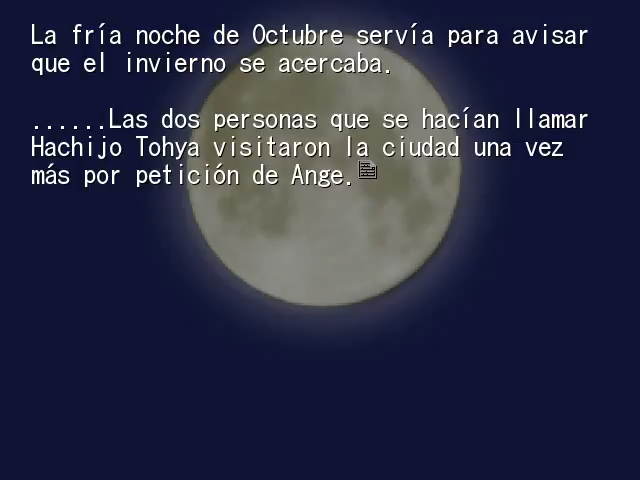 La fría noche de Octubre servía para avisar
que el invierno se acercaba.
......Las dos personas que se hacían llamar
Hachijo Tohya visitaron la ciudad una vez
más por petición de Ange.